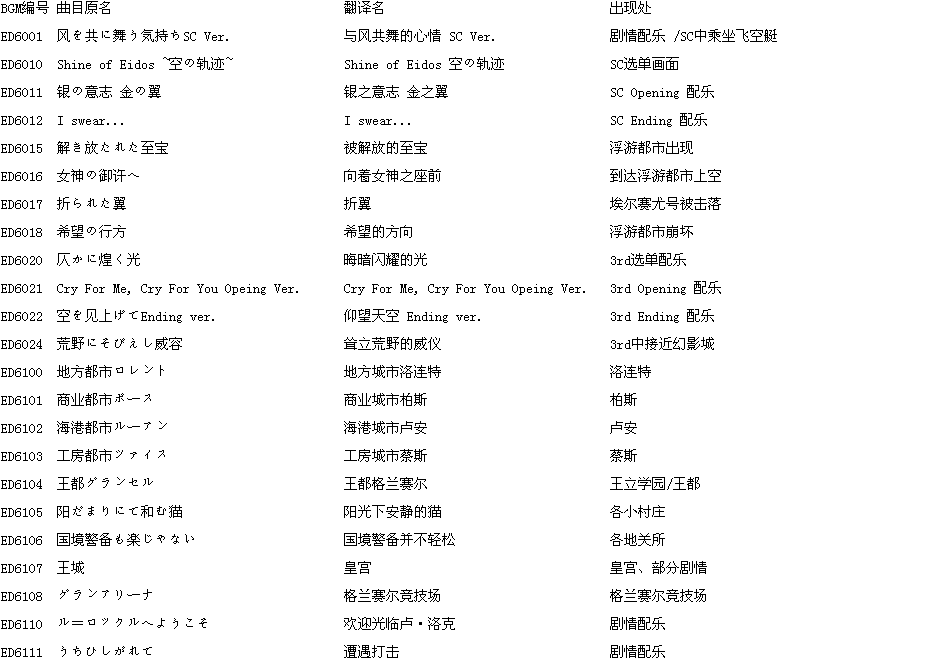 BGM编号 曲目原名 翻译名 出现处
ED6001 风を共に舞う気持ちSC Ver. 与风共舞的心情 SC Ver. 剧情配乐 /SC中乘坐飞空艇
ED6010 Shine of Eidos ~空の轨迹~ Shine of Eidos 空の轨迹 SC选单画面
ED6011 银の意志 金の翼 银之意志 金之翼 SC Opening 配乐
ED6012 I swear... I swear... SC Ending 配乐
ED6015 解き放たれた至宝 被解放的至宝 浮游都市出现
ED6016 女神の御许へ 向着女神之座前 到达浮游都市上空
ED6017 折られた翼 折翼 埃尔赛尤号被击落
ED6018 希望の行方 希望的方向 浮游都市崩坏
ED6020 仄かに煌く光 晦暗闪耀的光 3rd选单配乐
ED6021 Cry For Me, Cry For You Opeing Ver. Cry For Me, Cry For You Opeing Ver. 3rd Opening 配乐
ED6022 空を见上げてEnding ver. 仰望天空 Ending ver. 3rd Ending 配乐
ED6024 荒野にそびえし威容 耸立荒野的威仪 3rd中接近幻影城
ED6100 地方都市ロレント 地方城市洛连特 洛连特
ED6101 商业都市ボース 商业城市柏斯 柏斯
ED6102 海港都市ルーアン 海港城市卢安 卢安
ED6103 工房都市ツァイス 工房城市蔡斯 蔡斯
ED6104 王都グランセル 王都格兰赛尔 王立学园/王都
ED6105 阳だまりにて和む猫 阳光下安静的猫 各小村庄
ED6106 国境警备も楽じゃない 国境警备并不轻松 各地关所
ED6107 王城 皇宫 皇宫、部分剧情
ED6108 グランアリーナ 格兰赛尔竞技场 格兰赛尔竞技场
ED6110 ル＝ロックルへようこそ 欢迎光临卢·洛克 剧情配乐
ED6111 うちひしがれて 遭遇打击 剧情配乐